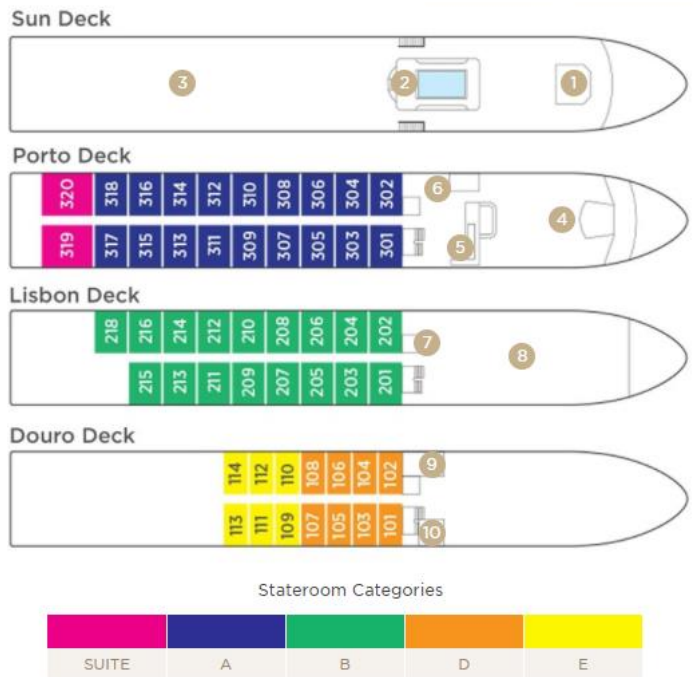 Sun Deck
3 2 1
Porto Deck
320 318 316 314 312 310 308 306 304 302 6
4
319 317 315 313 311 309 307 305 303 301 5
Lisbon Deck
218 216 214 212 210 208 206 204 202 7
8
215 213 211 209 207 205 203 201
Douro Deck
114 112 110 108 106 104 102 9
113 111 109 107 105 103 101 10
Stateroom Categories
SUITE A B D E